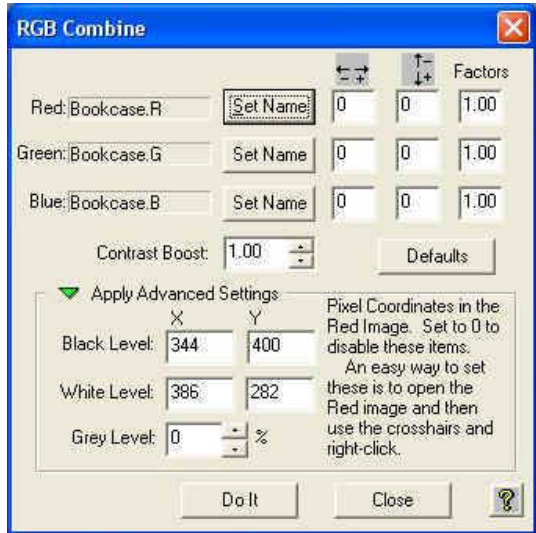 RGB Combine
Factors
Red: Bookcase.R Set Name 0 0 1.00
Green: Bookcase.G Set Name 0 0 1.00
Blue: Bookcase.B Set Name 0 0 1.00
Contrast Boost: 1.00 Defaults
Apply Advanced Settings
X Y
Black Level: 344 400
White Level: 386 282
Grey Level: 0 %
Pixel Coordinates in the
Red Image. Set to 0 to
disable these items.
An easy way to set
these is to open the
Red image and then
use the crosshairs and
right-click.
Do It Close ?